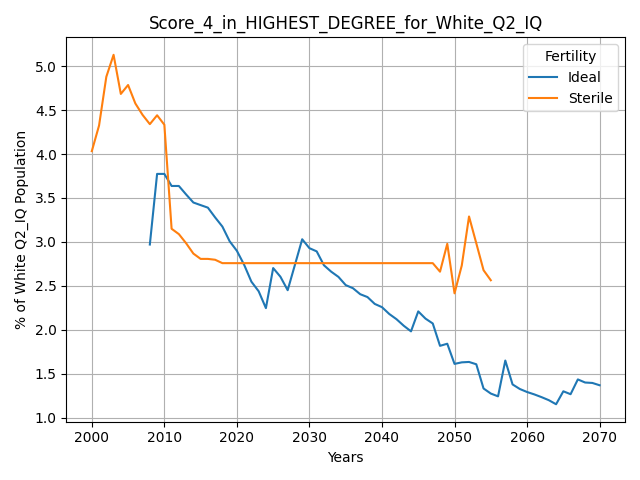 Score_4_in_HIGHEST_DEGREE_for_White_Q2_IQ
Fertility
Ideal
Sterile
% of White Q2_IQ Population
5.0
4.5
4.0
3.5
3.0
2.5
2.0
1.5
1.0
2000 2010 2020 2030 2040 2050 2060 2070
Years